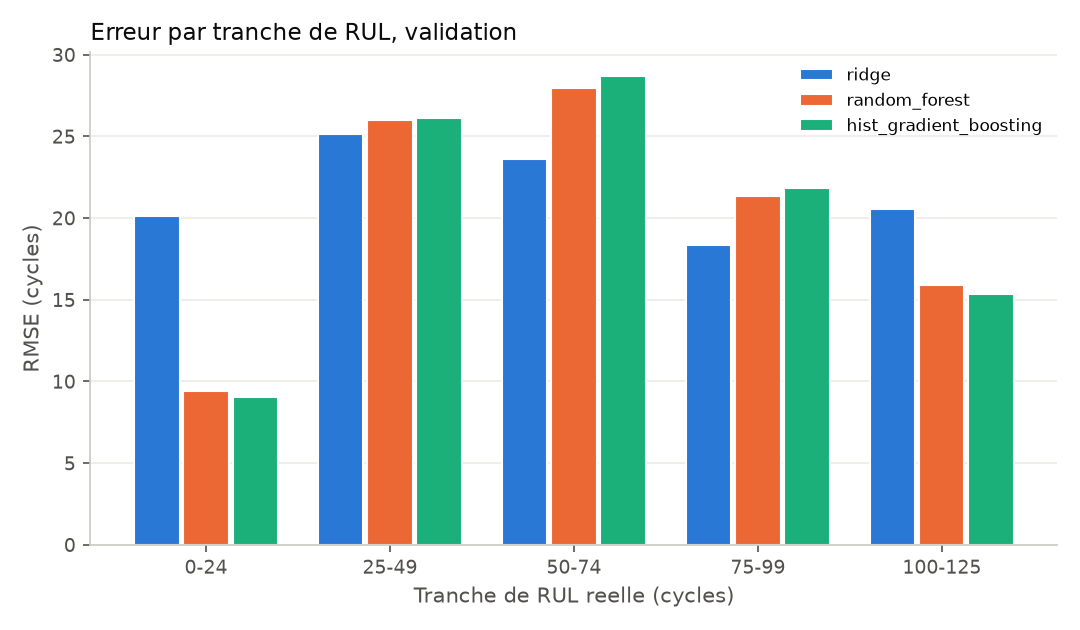 Erreur par tranche de RUL, validation
ridge
random_forest
hist_gradient_boosting
RMSE (cycles)
30
25
20
15
10
5
0
0-24 25-49 50-74 75-99 100-125
Tranche de RUL reelle (cycles)